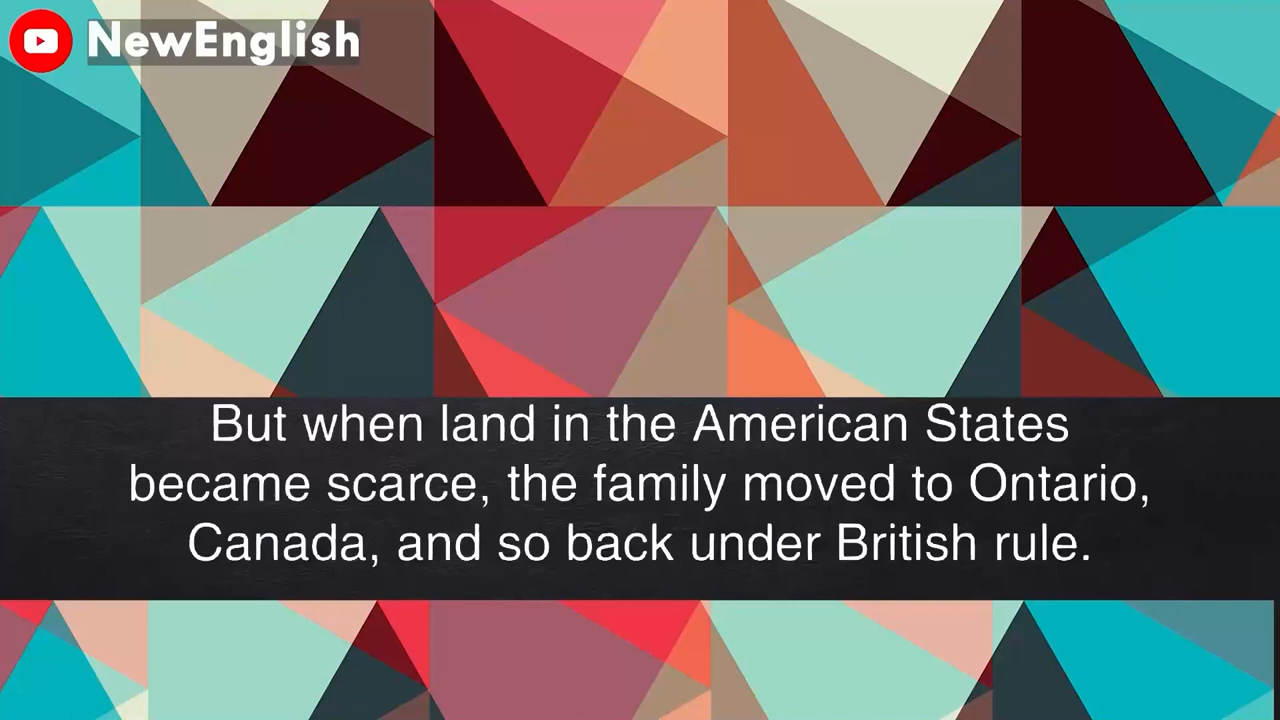 NewEnglish
But when land in the American States
became scarce, the family moved to Ontario,
Canada, and so back under British rule.